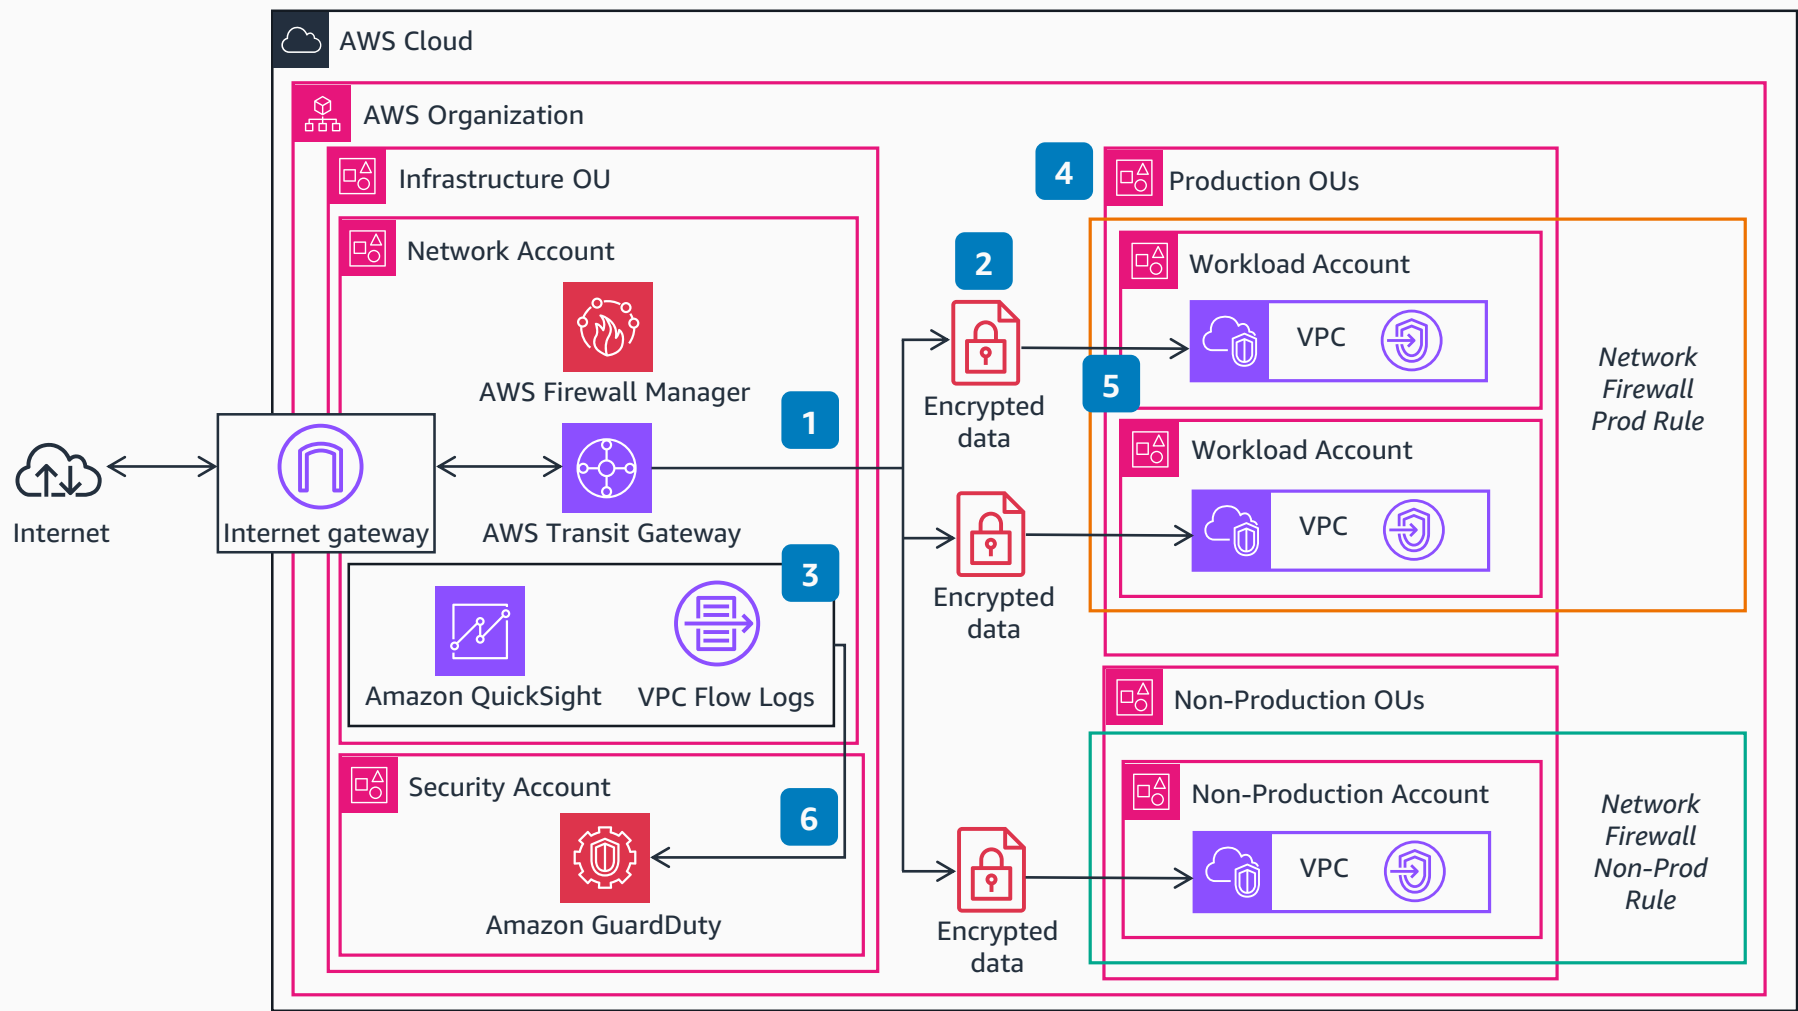 AWS Cloud
AWS Organization
Infrastructure OU
Network Account
AWS Firewall Manager
1
Internet
Internet gateway
AWS Transit Gateway
3
Amazon QuickSight
VPC Flow Logs
Security Account
6
Amazon GuardDuty
2
Encrypted
data
Encrypted
data
Encrypted
data
4
Production OUs
Workload Account
VPC
5
Workload Account
VPC
Network
Firewall
Prod Rule
Non-Production OUs
Non-Production Account
VPC
Network
Firewall
Non-Prod
Rule